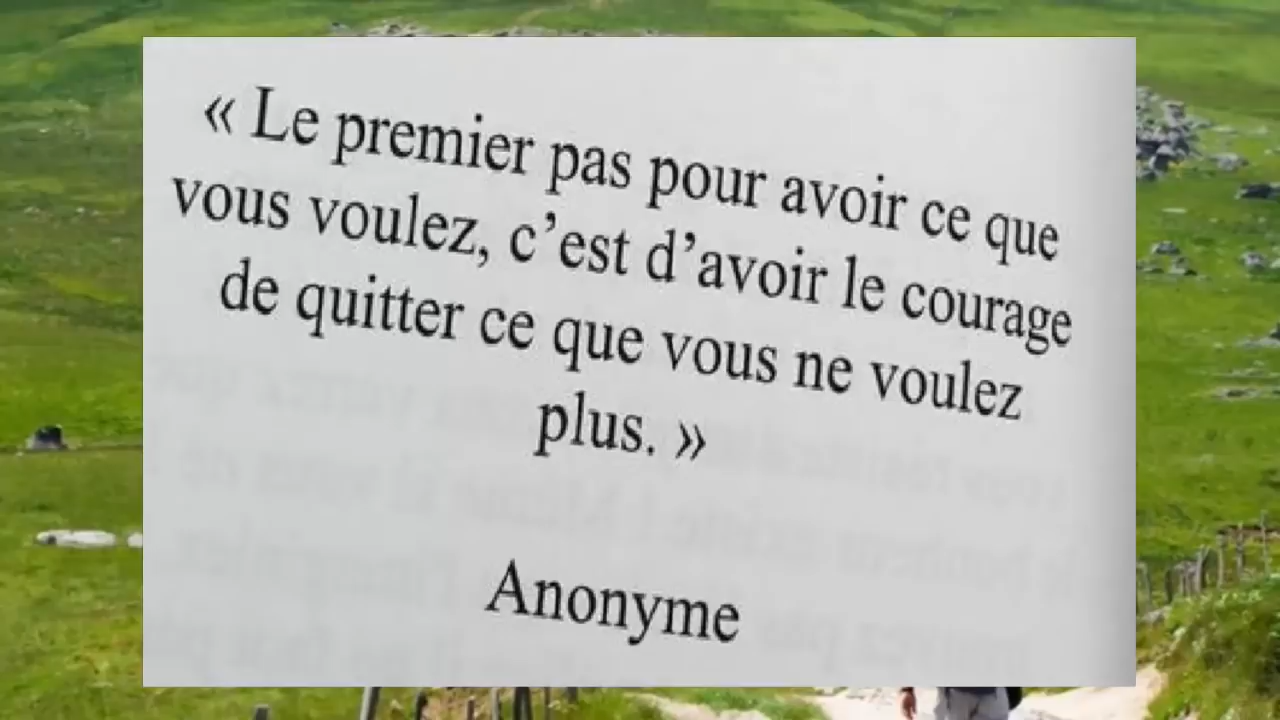 « Le premier pas pour avoir ce que
vous voulez, c’est d’avoir le courage
de quitter ce que vous ne voulez
plus. »
Anonyme